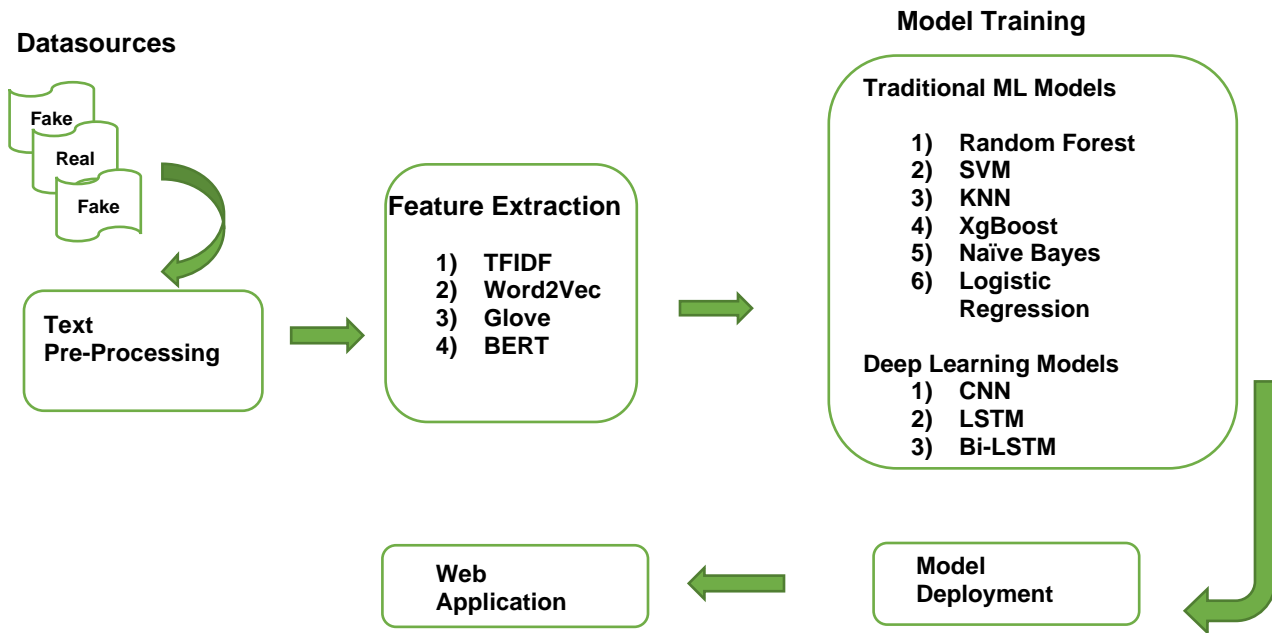 Datasources
Fake
Real
Fake
Text
Pre-Processing
Feature Extraction
1) TFIDF
2) Word2Vec
3) Glove
4) BERT
Model Training
Traditional ML Models
1) Random Forest
2) SVM
3) KNN
4) XgBoost
5) Naïve Bayes
6) Logistic
Regression
Deep Learning Models
1) CNN
2) LSTM
3) Bi-LSTM
Model
Deployment
Web
Application